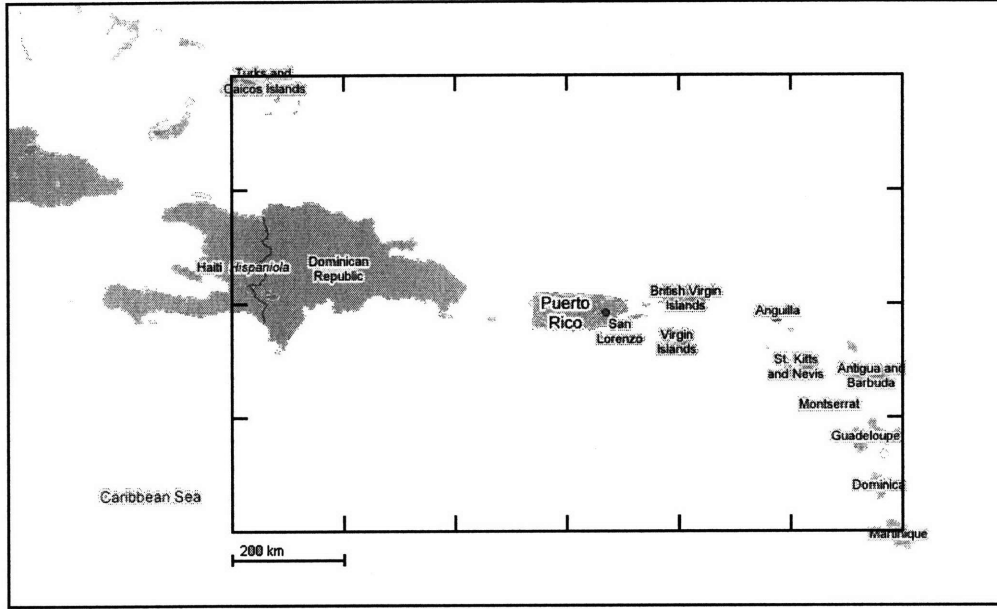 Turks and
Caicos Islands
Haiti
Hispaniola
Dominican
Republic
Puerto
Rico
San
Lorenzo
British Virgin
Islands
Virgin
Islands
Anguilla
St. Kitts
and Nevis
Antigua and
Barbuda
Montserrat
Guadeloupe
Dominica
Martinique
Caribbean Sea
200 km